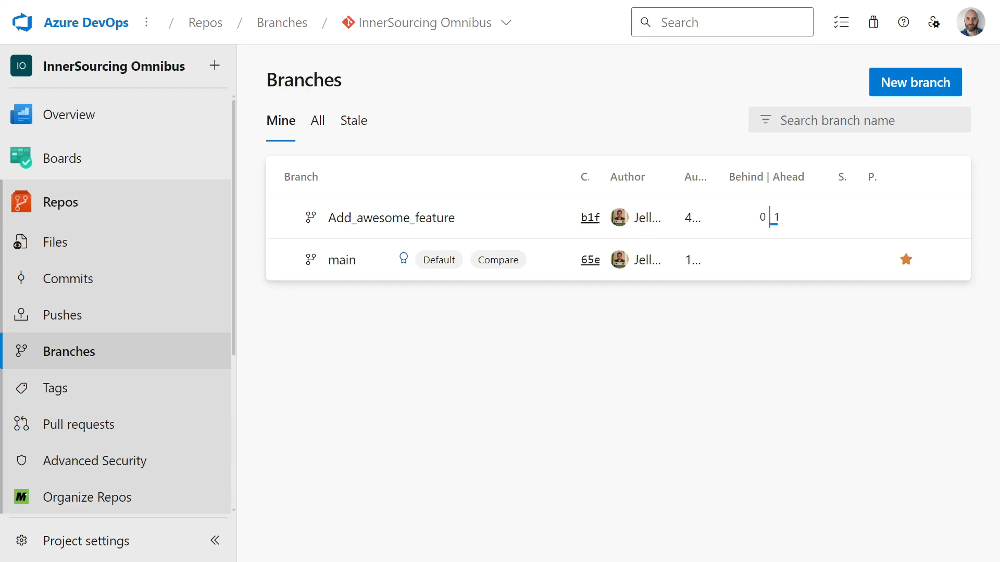 Azure DevOps / Repos / Branches / InnerSourcing Omnibus
Search
IO InnerSourcing Omnibus
Overview
Boards
Repos
Files
Commits
Pushes
Branches
Tags
Pull requests
Advanced Security
M Organize Repos
Project settings
Branches
New branch
Mine All Stale
Search branch name
Branch C. Author Au... Behind | Ahead S. P.
Add_awesome_feature b1f Jell... 4... 0 1
main Default Compare 65e Jell... 1...